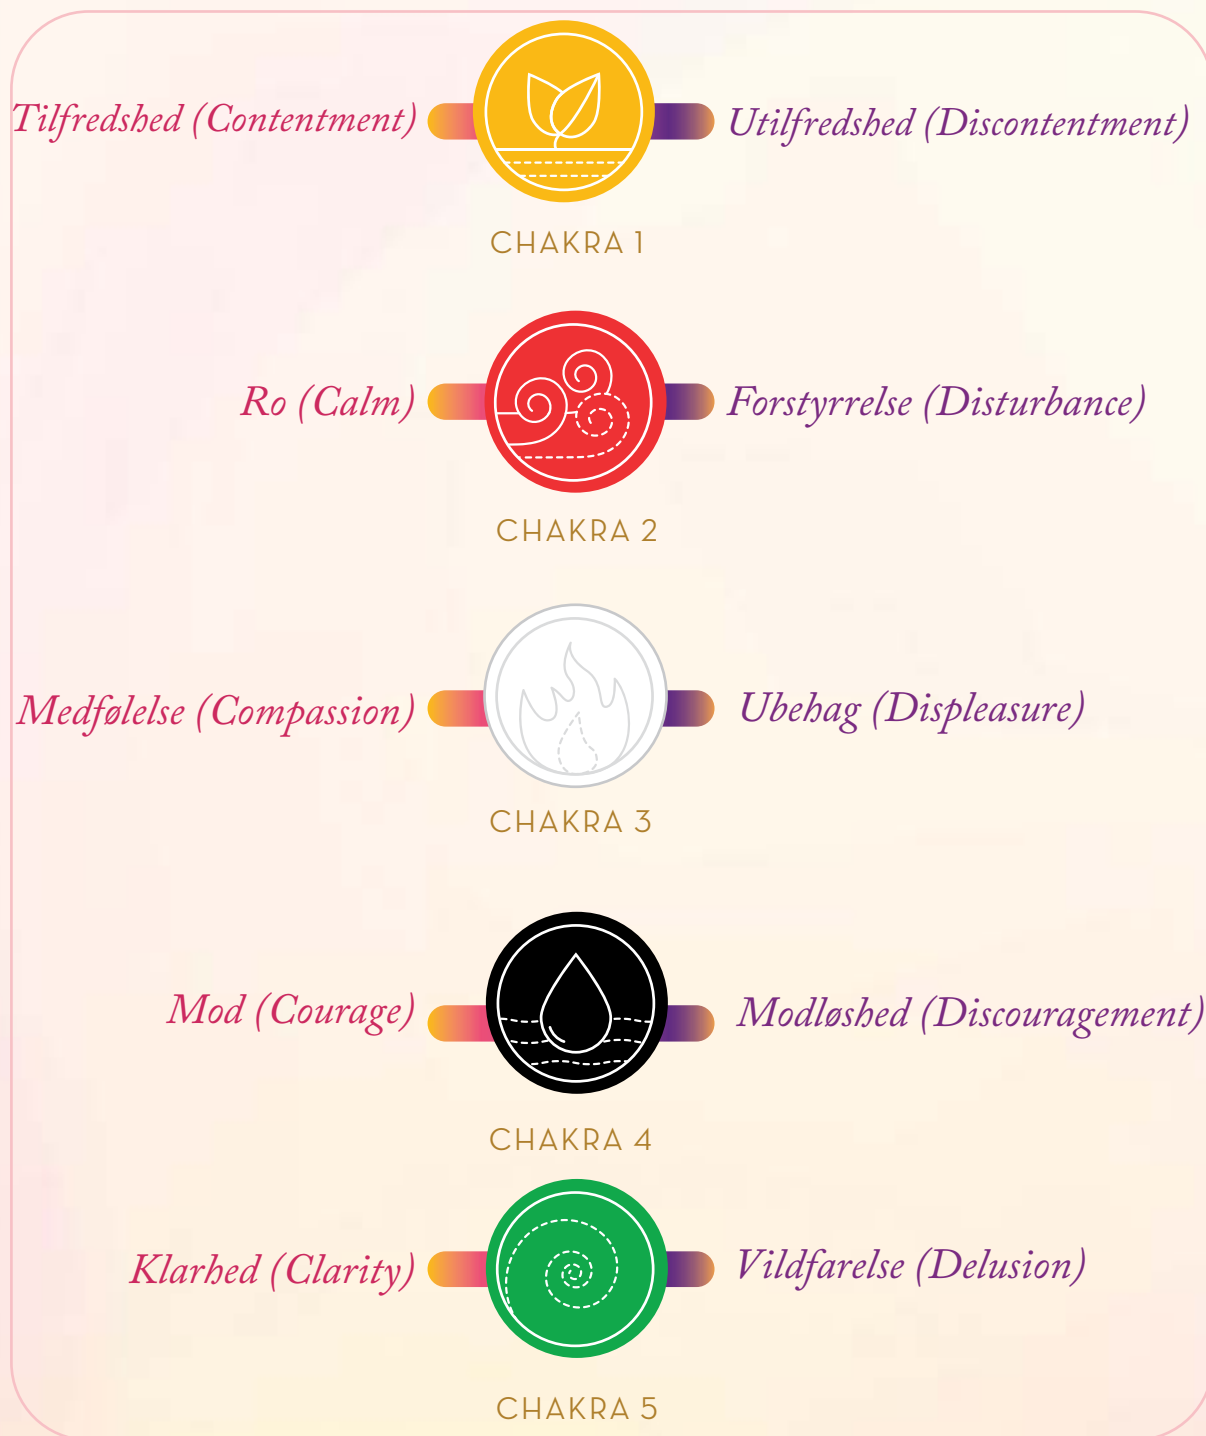 Tilfredshed (Contentment)
Utilfredshed (Discontentment)
CHAKRA 1
Ro (Calm)
Forstyrrelse (Disturbance)
CHAKRA 2
Medfølelse (Compassion)
Ubehag (Displeasure)
CHAKRA 3
Mod (Courage)
Modløshed (Discouragement)
CHAKRA 4
Klarhed (Clarity)
Vildfarelse (Delusion)
CHAKRA 5